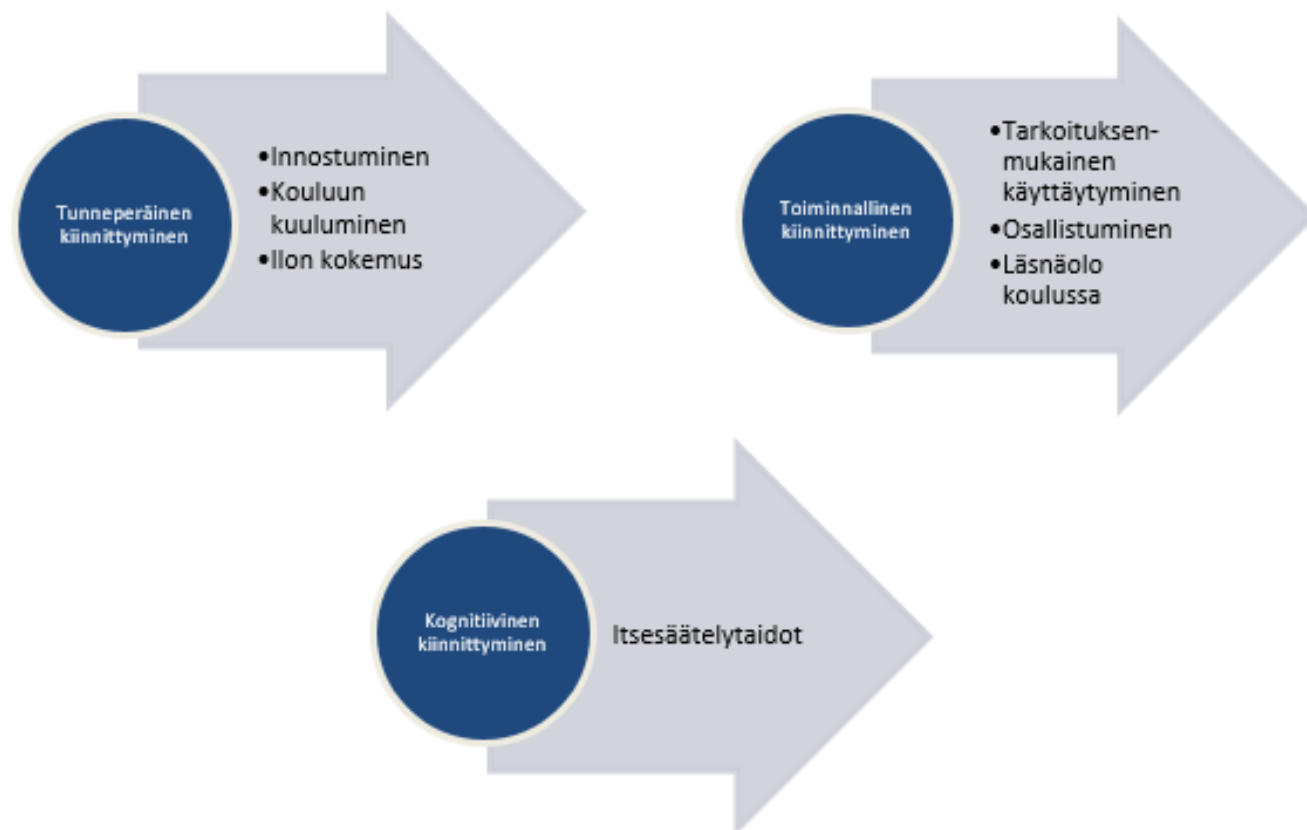 Tunneperäinen
kiinnittyminen
•Innostuminen
•Kouluun
kuuluminen
•Ilon kokemus
Toiminnallinen
kiinnittyminen
•Tarkoituksen-
mukainen
käyttäytyminen
•Osallistuminen
•Läsnäolo
koulussa
Kognitiivinen
kiinnittyminen
Itsesäätelytaidot